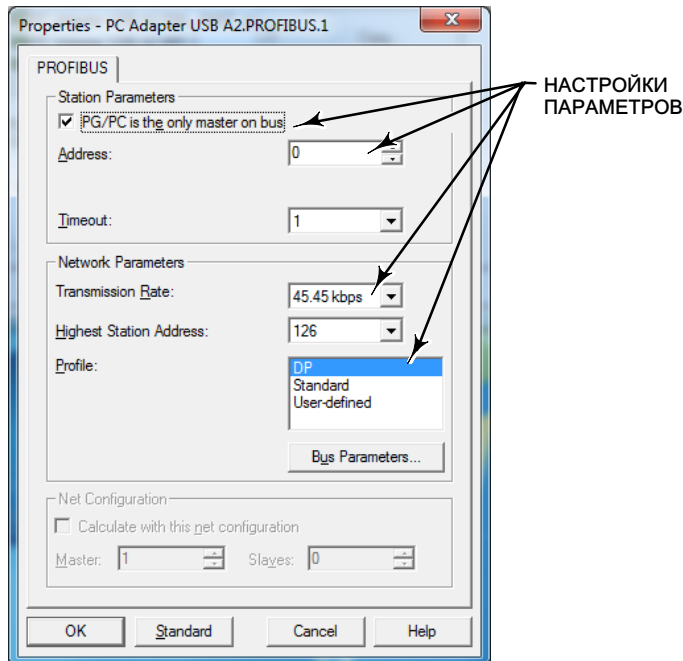 Properties - PC Adapter USB A2.PROFIBUS.1
PROFIBUS
НАСТРОЙКИ
ПАРАМЕТРОВ
Station Parameters
PG/PC is the only master on bus
Address:
0
Timeout:
1
Network Parameters
Transmission Rate:
45.45 kbps
Highest Station Address:
126
Profile:
DP
Standard
User-defined
Bus Parameters...
Net Configuration
Calculate with this net configuration
Master: 1 Slaves: 0
OK Standard Cancel Help